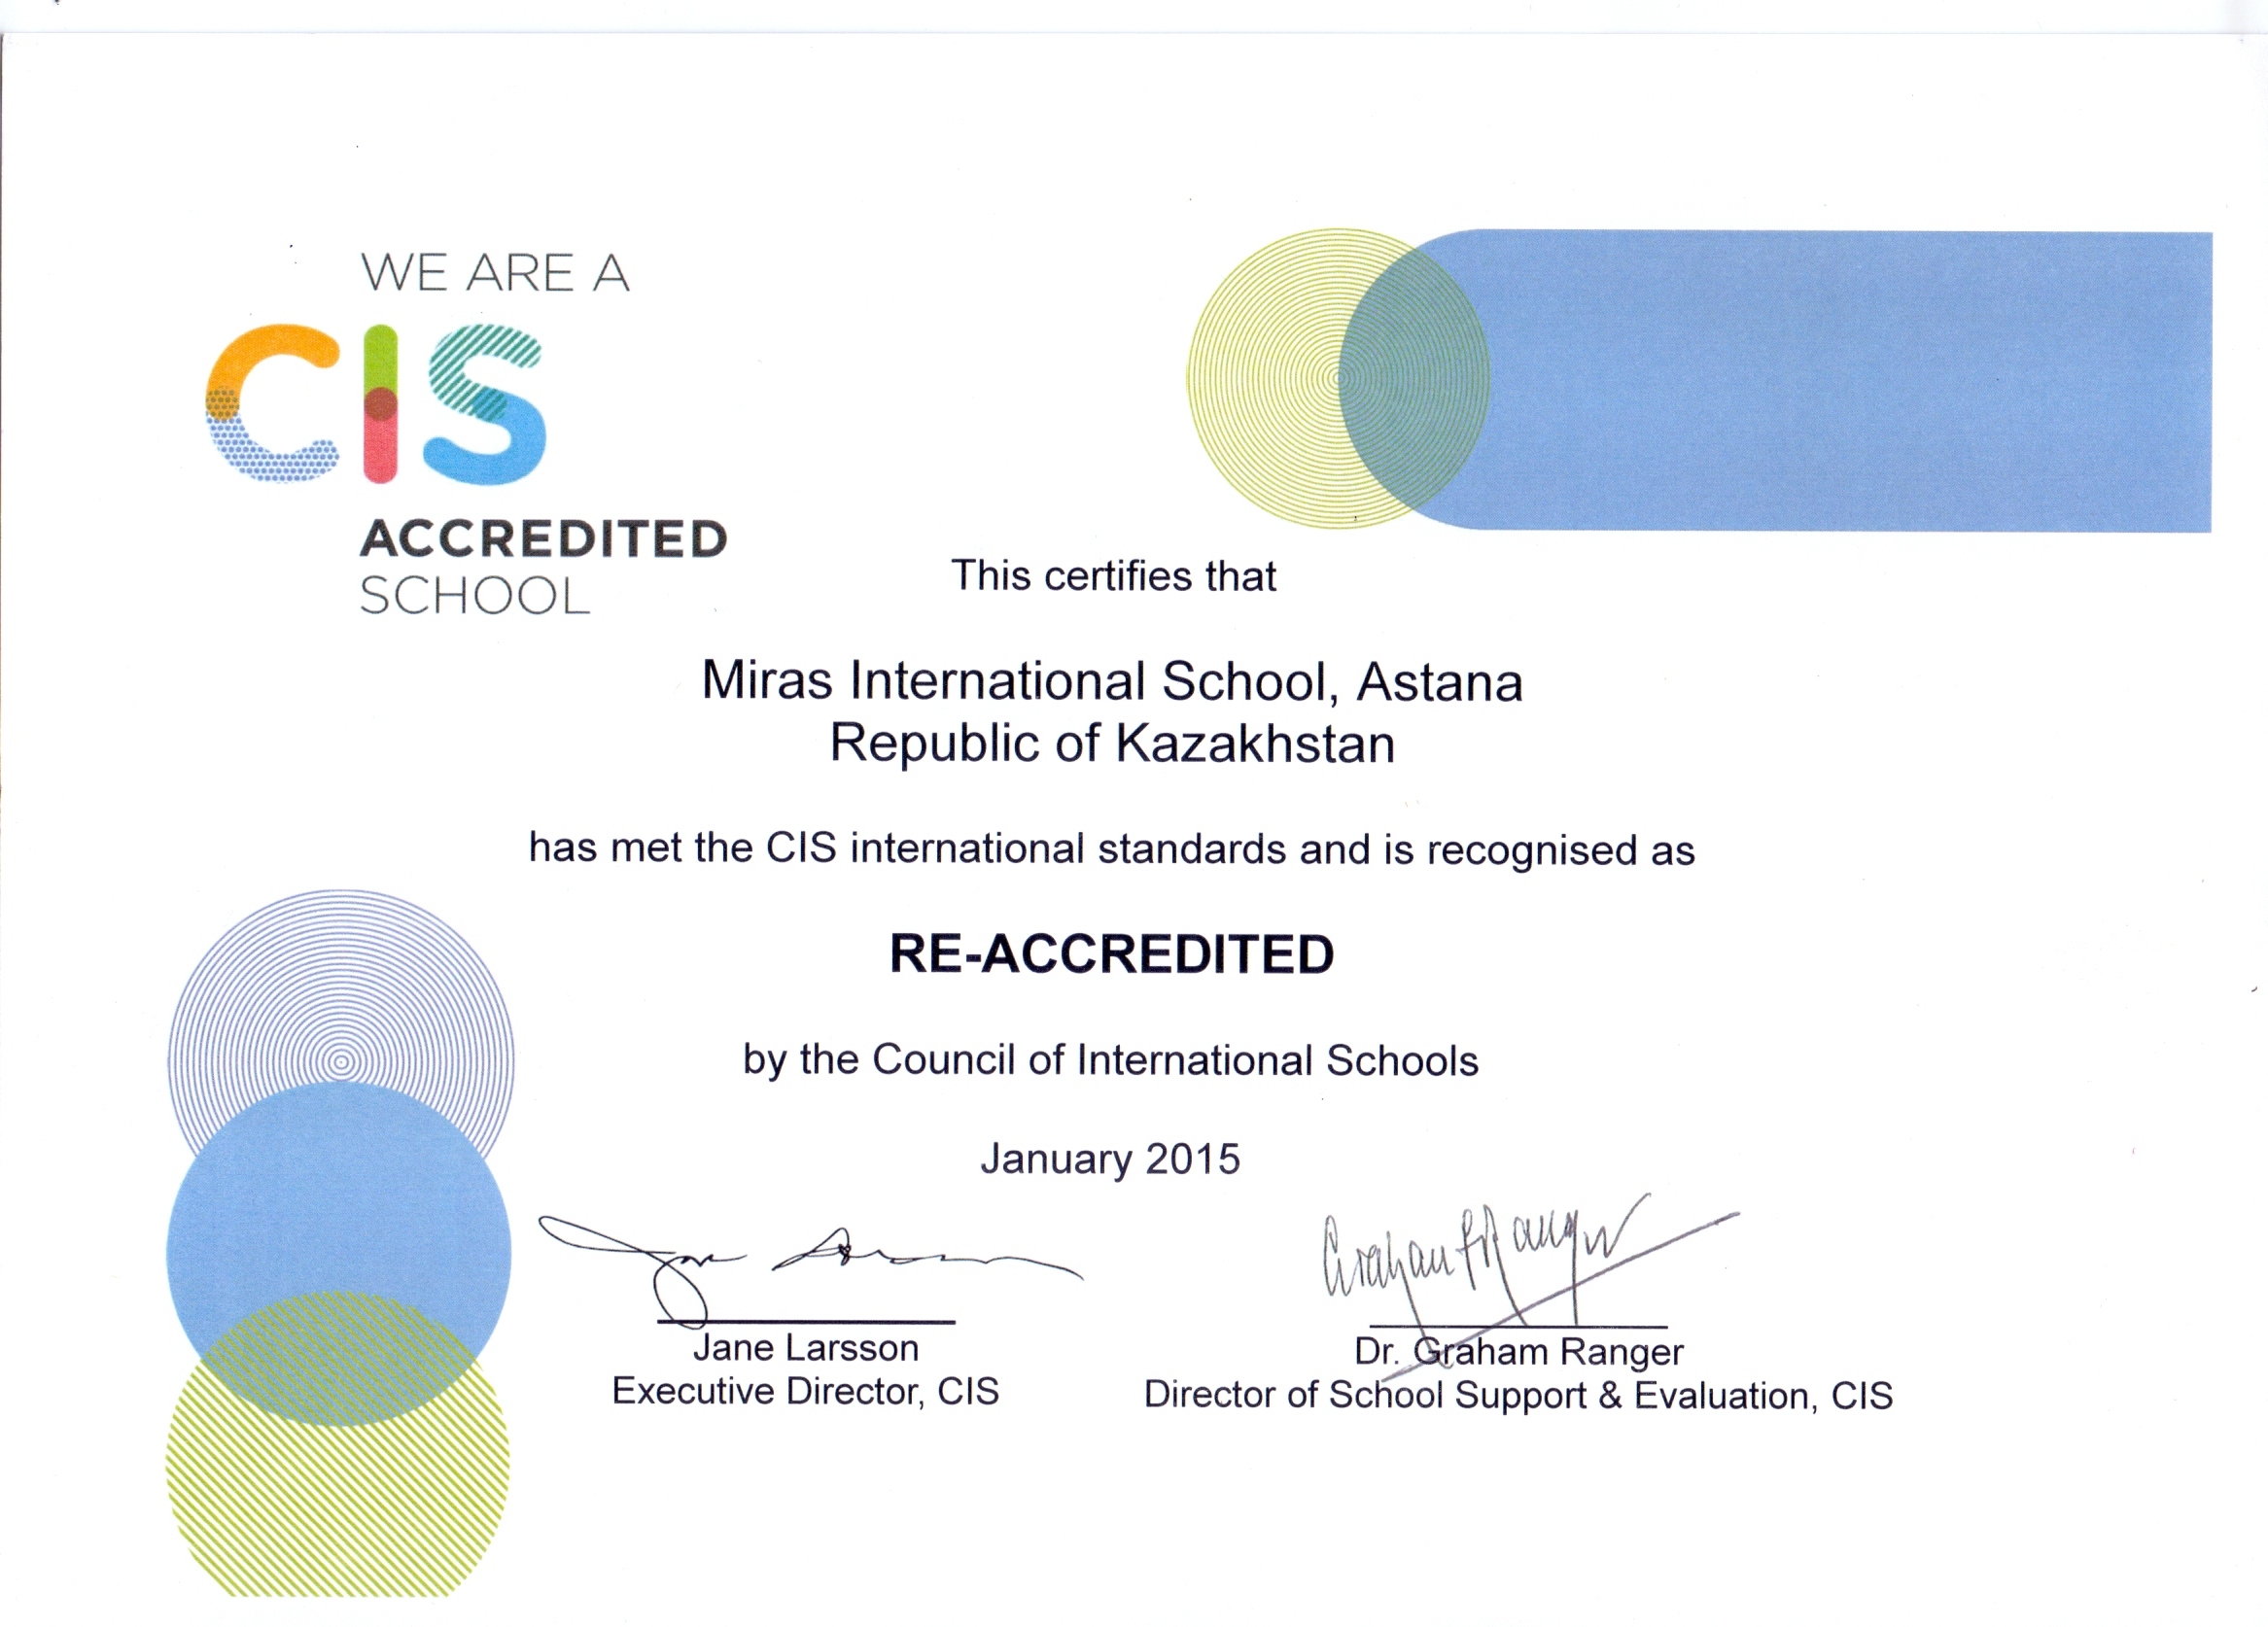 WE ARE A
CIS
ACCREDITED
SCHOOL
This certifies that
Miras International School, Astana
Republic of Kazakhstan
has met the CIS international standards and is recognised as
RE-ACCREDITED
by the Council of International Schools
January 2015
Jane Larsson
Executive Director, CIS
Dr. Graham Ranger
Director of School Support & Evaluation, CIS